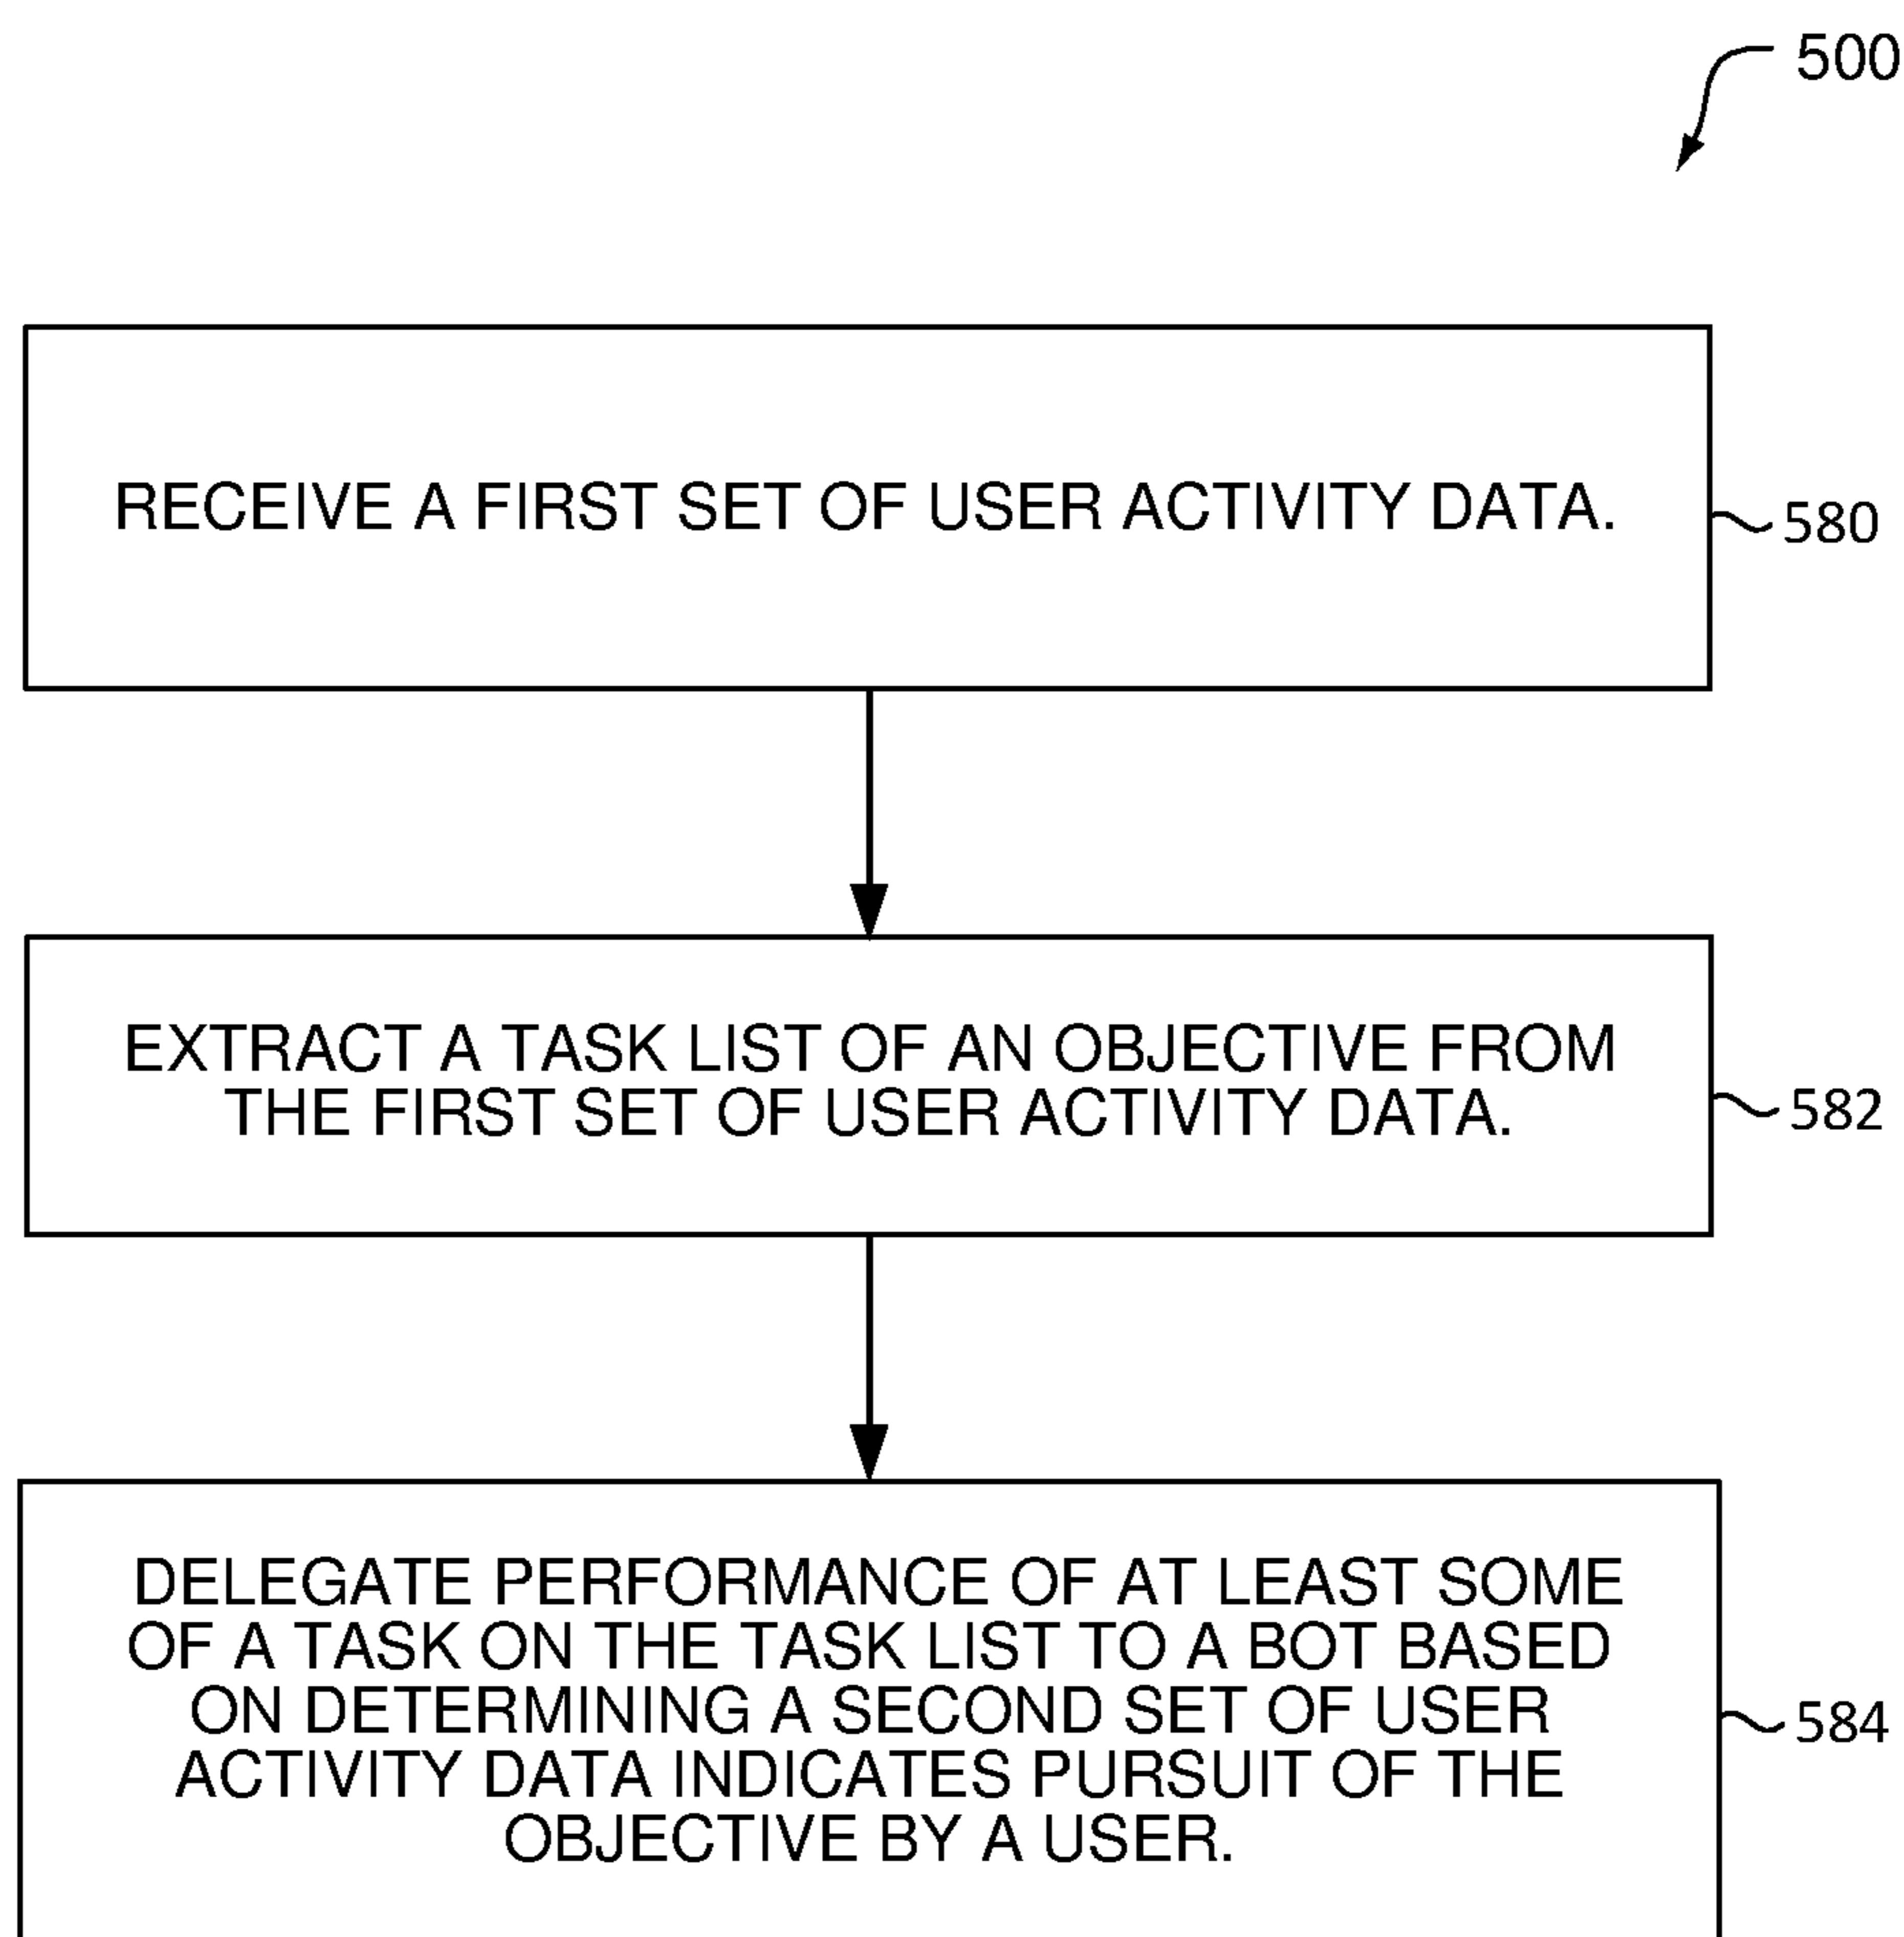 500
RECEIVE A FIRST SET OF USER ACTIVITY DATA.
580
EXTRACT A TASK LIST OF AN OBJECTIVE FROM
THE FIRST SET OF USER ACTIVITY DATA.
582
DELEGATE PERFORMANCE OF AT LEAST SOME
OF A TASK ON THE TASK LIST TO A BOT BASED
ON DETERMINING A SECOND SET OF USER
ACTIVITY DATA INDICATES PURSUIT OF THE
OBJECTIVE BY A USER.
584